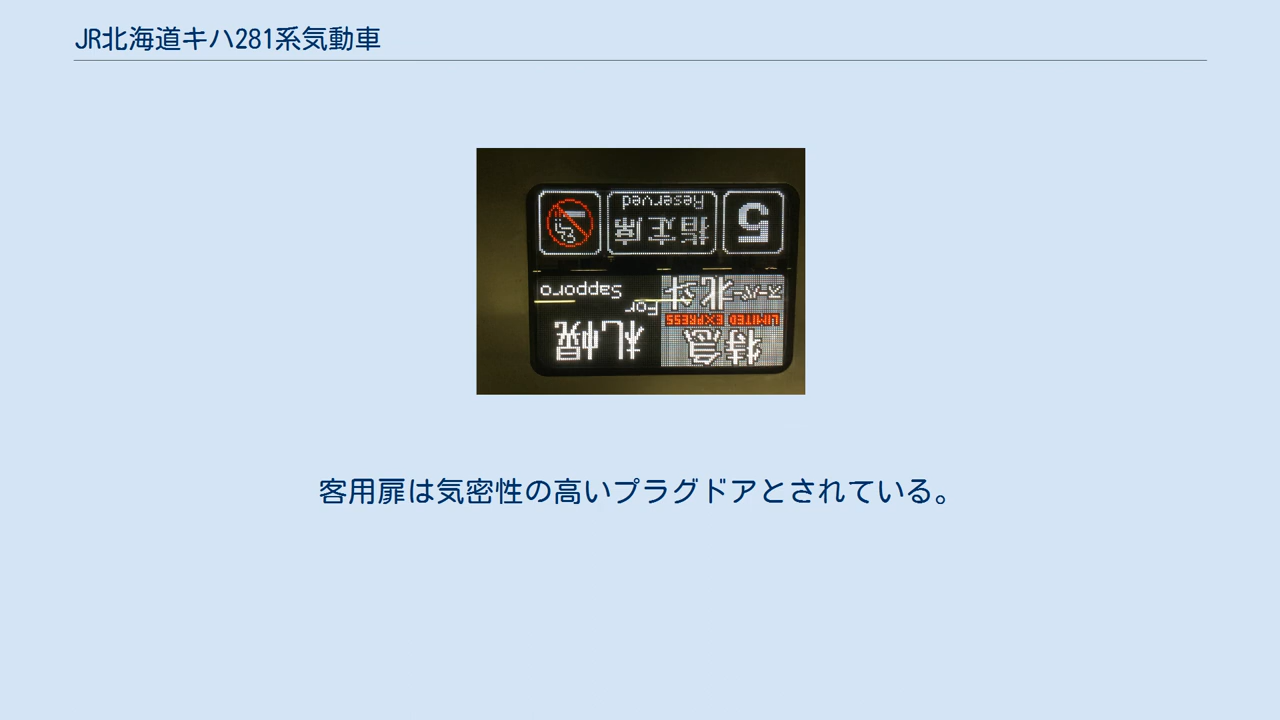 JR北海道キハ281系気動車
特急
LIMITED EXPRESS
スーパー北斗
札幌
For
Sapporo
5
指定席
Reserved
客用扉は気密性の高いプラグドアとされている。